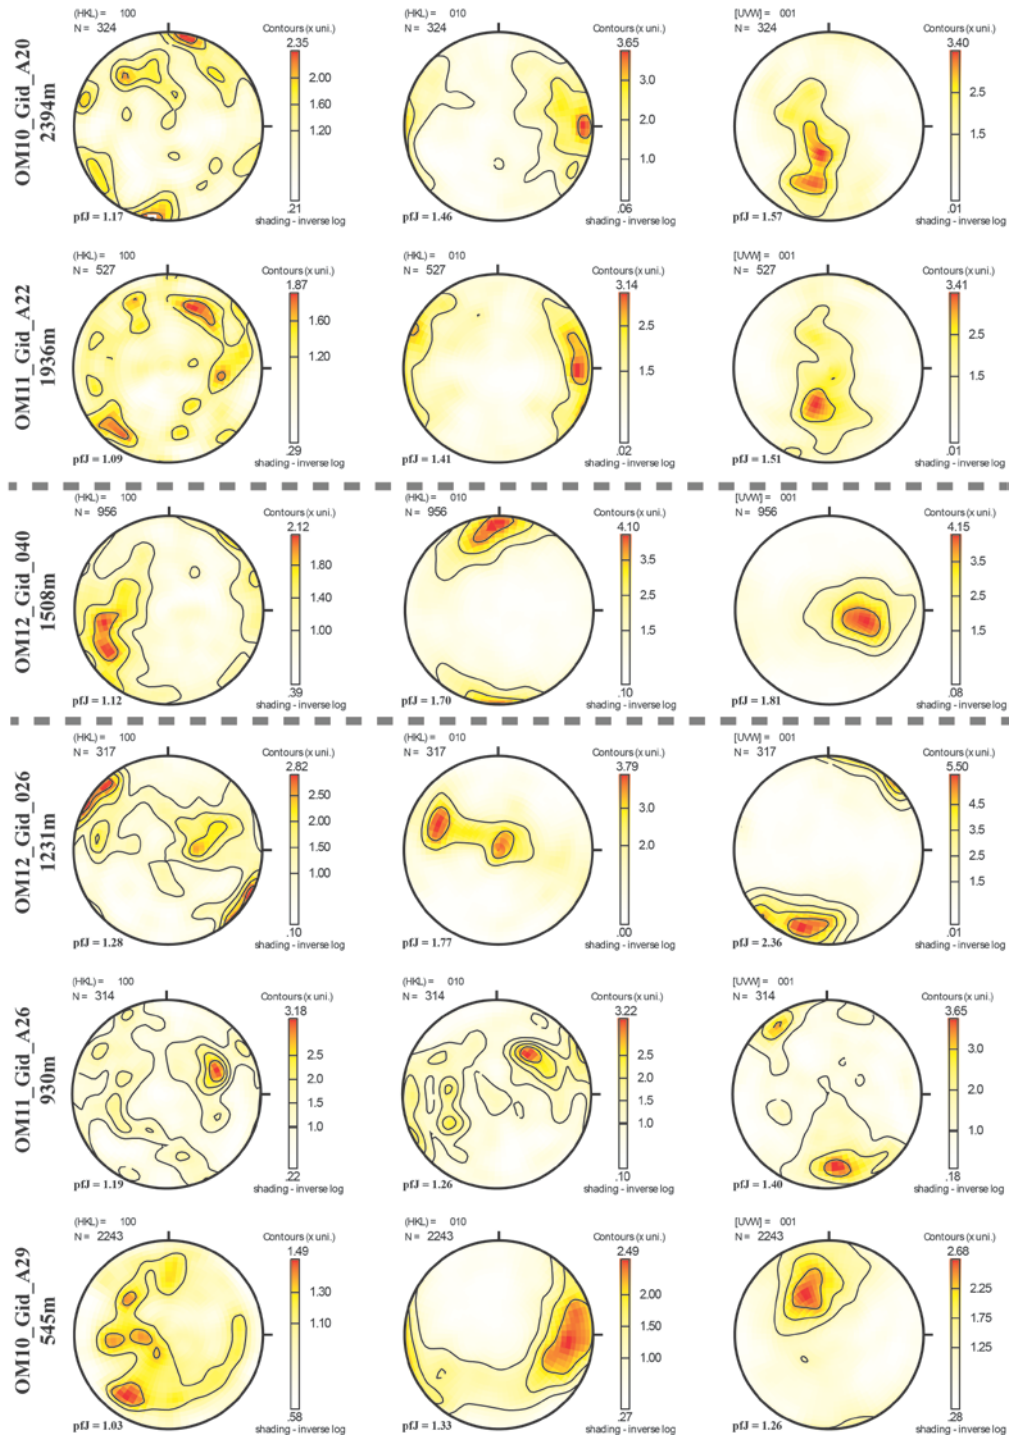 OM10_Gid_A20
2394m
(HKL) = 100
N = 324
Contours (x uni.)
2.35
2.00
1.60
1.20
.21
pfJ = 1.17
shading - inverse log
(HKL) = 010
N = 324
Contours (x uni.)
3.65
3.0
2.0
1.0
.06
pfJ = 1.46
shading - inverse log
[UVW] = 001
N = 324
Contours (x uni.)
3.40
2.5
1.5
.01
pfJ = 1.57
shading - inverse log
OM11_Gid_A22
1936m
(HKL) = 100
N = 527
Contours (x uni.)
1.87
1.60
1.20
.29
pfJ = 1.09
shading - inverse log
(HKL) = 010
N = 527
Contours (x uni.)
3.14
2.5
1.5
.02
pfJ = 1.41
shading - inverse log
[UVW] = 001
N = 527
Contours (x uni.)
3.41
2.5
1.5
.01
pfJ = 1.51
shading - inverse log
OM12_Gid_040
1508m
(HKL) = 100
N = 956
Contours (x uni.)
2.12
1.80
1.40
1.00
.39
pfJ = 1.12
shading - inverse log
(HKL) = 010
N = 956
Contours (x uni.)
4.10
3.5
2.5
1.5
.10
pfJ = 1.70
shading - inverse log
[UVW] = 001
N = 956
Contours (x uni.)
4.15
3.5
2.5
1.5
.08
pfJ = 1.81
shading - inverse log
OM12_Gid_026
1231m
(HKL) = 100
N = 317
Contours (x uni.)
2.82
2.50
2.00
1.50
1.00
.10
pfJ = 1.28
shading - inverse log
(HKL) = 010
N = 317
Contours (x uni.)
3.79
3.0
2.0
.00
pfJ = 1.77
shading - inverse log
[UVW] = 001
N = 317
Contours (x uni.)
5.50
4.5
3.5
2.5
1.5
.01
pfJ = 2.36
shading - inverse log
OM11_Gid_A26
930m
(HKL) = 100
N = 314
Contours (x uni.)
3.18
2.5
2.0
1.5
1.0
.22
pfJ = 1.19
shading - inverse log
(HKL) = 010
N = 314
Contours (x uni.)
3.22
2.5
2.0
1.5
1.0
.10
pfJ = 1.26
shading - inverse log
[UVW] = 001
N = 314
Contours (x uni.)
3.65
3.0
2.0
1.0
.18
pfJ = 1.40
shading - inverse log
OM10_Gid_A29
545m
(HKL) = 100
N = 2243
Contours (x uni.)
1.49
1.30
1.10
.58
pfJ = 1.03
shading - inverse log
(HKL) = 010
N = 2243
Contours (x uni.)
2.49
2.00
1.50
1.00
.27
pfJ = 1.33
shading - inverse log
[UVW] = 001
N = 2243
Contours (x uni.)
2.68
2.25
1.75
1.25
.28
pfJ = 1.26
shading - inverse log